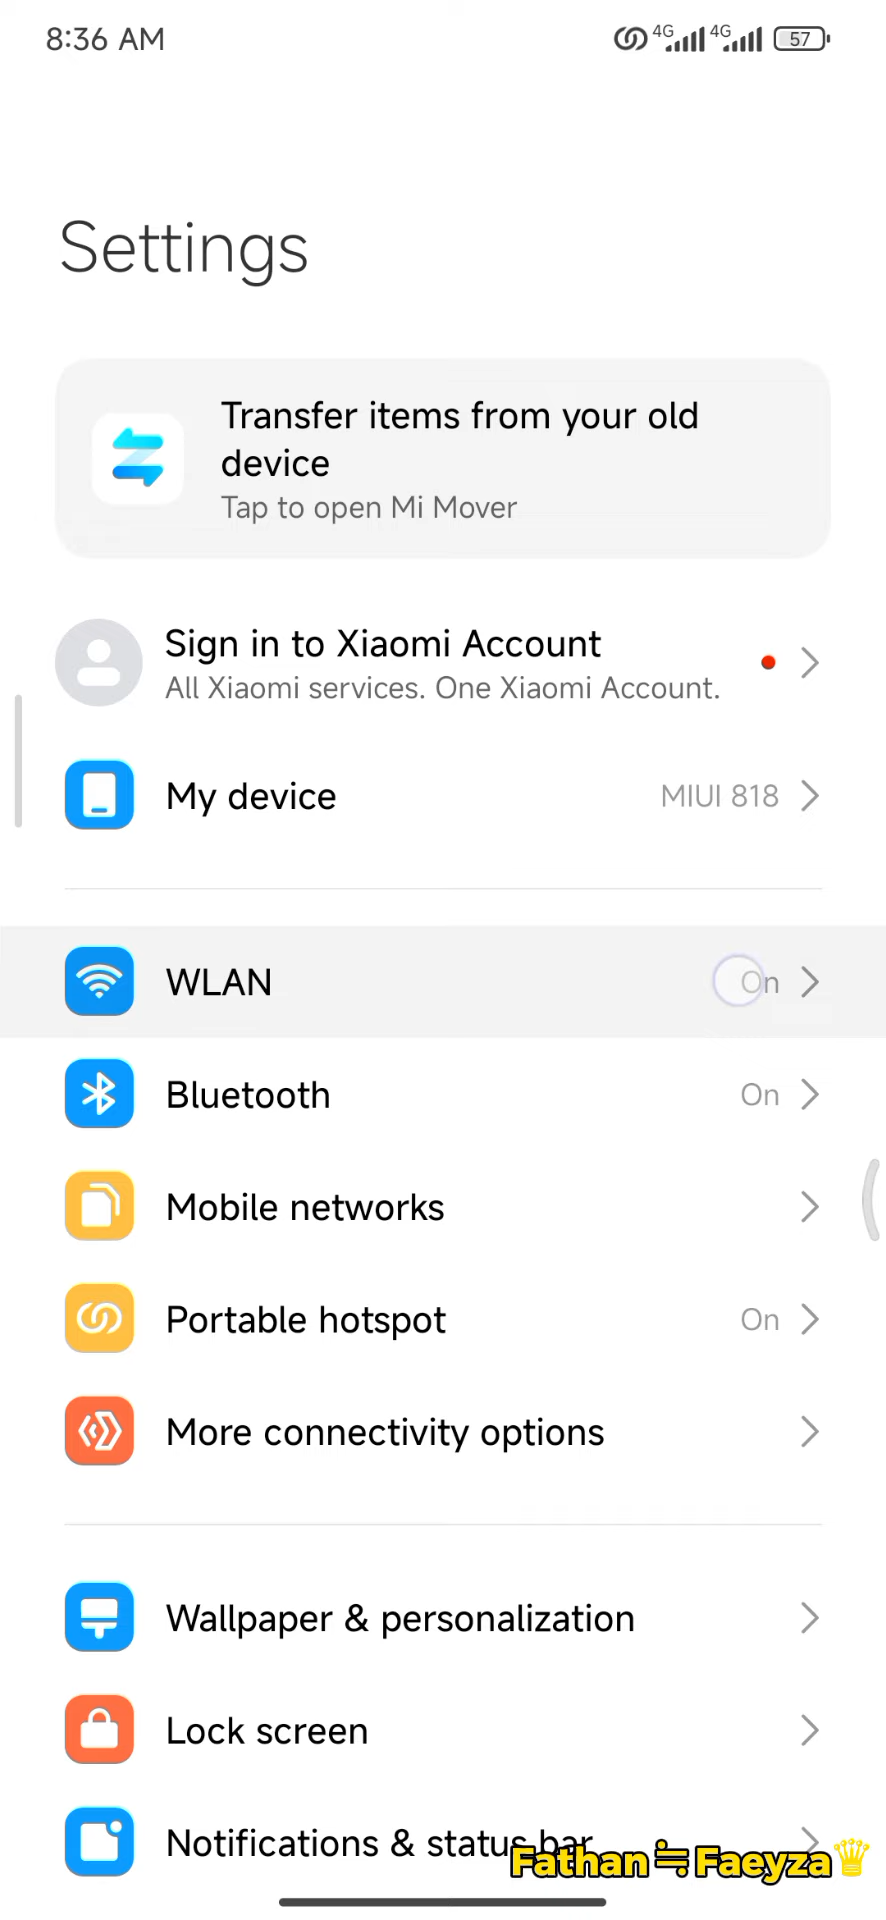 8:36 AM
4G 4G 57
Settings
Transfer items from your old
device
Tap to open Mi Mover
Sign in to Xiaomi Account
All Xiaomi services. One Xiaomi Account.
My device MIUI 818
WLAN On
Bluetooth On
Mobile networks
Portable hotspot On
More connectivity options
Wallpaper & personalization
Lock screen
Notifications & status bar
Fathan≒Faeyza♛